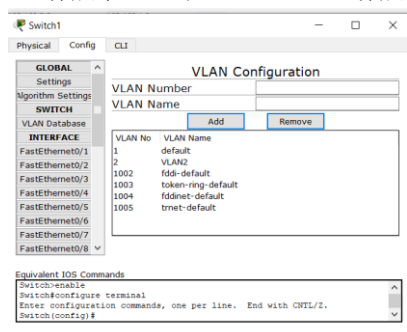 Switch1
Physical Config CLI
GLOBAL
Settings
Algorithm Settings
SWITCH
VLAN Database
INTERFACE
FastEthernet0/1
FastEthernet0/2
FastEthernet0/3
FastEthernet0/4
FastEthernet0/5
FastEthernet0/6
FastEthernet0/7
FastEthernet0/8
VLAN Configuration
VLAN Number
VLAN Name
Add Remove
VLAN No VLAN Name
1 default
2 VLAN2
1002 fddi-default
1003 token-ring-default
1004 fddinet-default
1005 trnet-default
Equivalent IOS Commands
Switch>enable
Switch#configure terminal
Enter configuration commands, one per line. End with CNTL/Z.
Switch(config)#